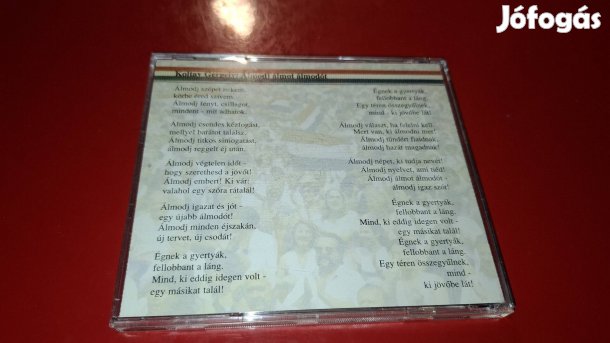 Jófogás
Koltay Gergely: Álmodj álmot álmodót
Álmodj szépet nekem,
körbe éred szívem.
Álmodj fényt, csillagot,
mindent - mit adhatok.
Álmodj csendes kézfogást,
mellyel barátot találsz.
Álmodj titkos simogatást,
álmodj reggelt éj után.
Álmodj végtelen időt -
hogy szerethesd a jövőt!
Álmodj embert! Ki vár:
valahol egy szóra rátalál!
Álmodj igazat és jót -
egy újabb álmodót!
Álmodj minden éjszakán,
új tervet, új csodát!
Égnek a gyertyák,
fellobbant a láng.
Mind, ki eddig idegen volt -
egy másikat talál!
Égnek a gyertyák,
fellobbant a láng.
Egy téren összegyűlnek,
mind - ki jövőbe lát!
Álmodj választ, ha felelni kell.
Mert van, ki álmodni mer!
Álmodj tündért fiadnak,
álmodj hazát magadnak!
Álmodj népet, ki tudja nevét!
Álmodj nyelvet, ami tiéd!
Álmodj álmot álmodót -
álmodj igaz szót!
Égnek a gyertyák,
fellobbant a láng.
Mind, ki eddig idegen volt -
egy másikat talál!
Égnek a gyertyák,
fellobbant a láng.
Egy téren összegyűlnek,
mind -
ki jövőbe lát!